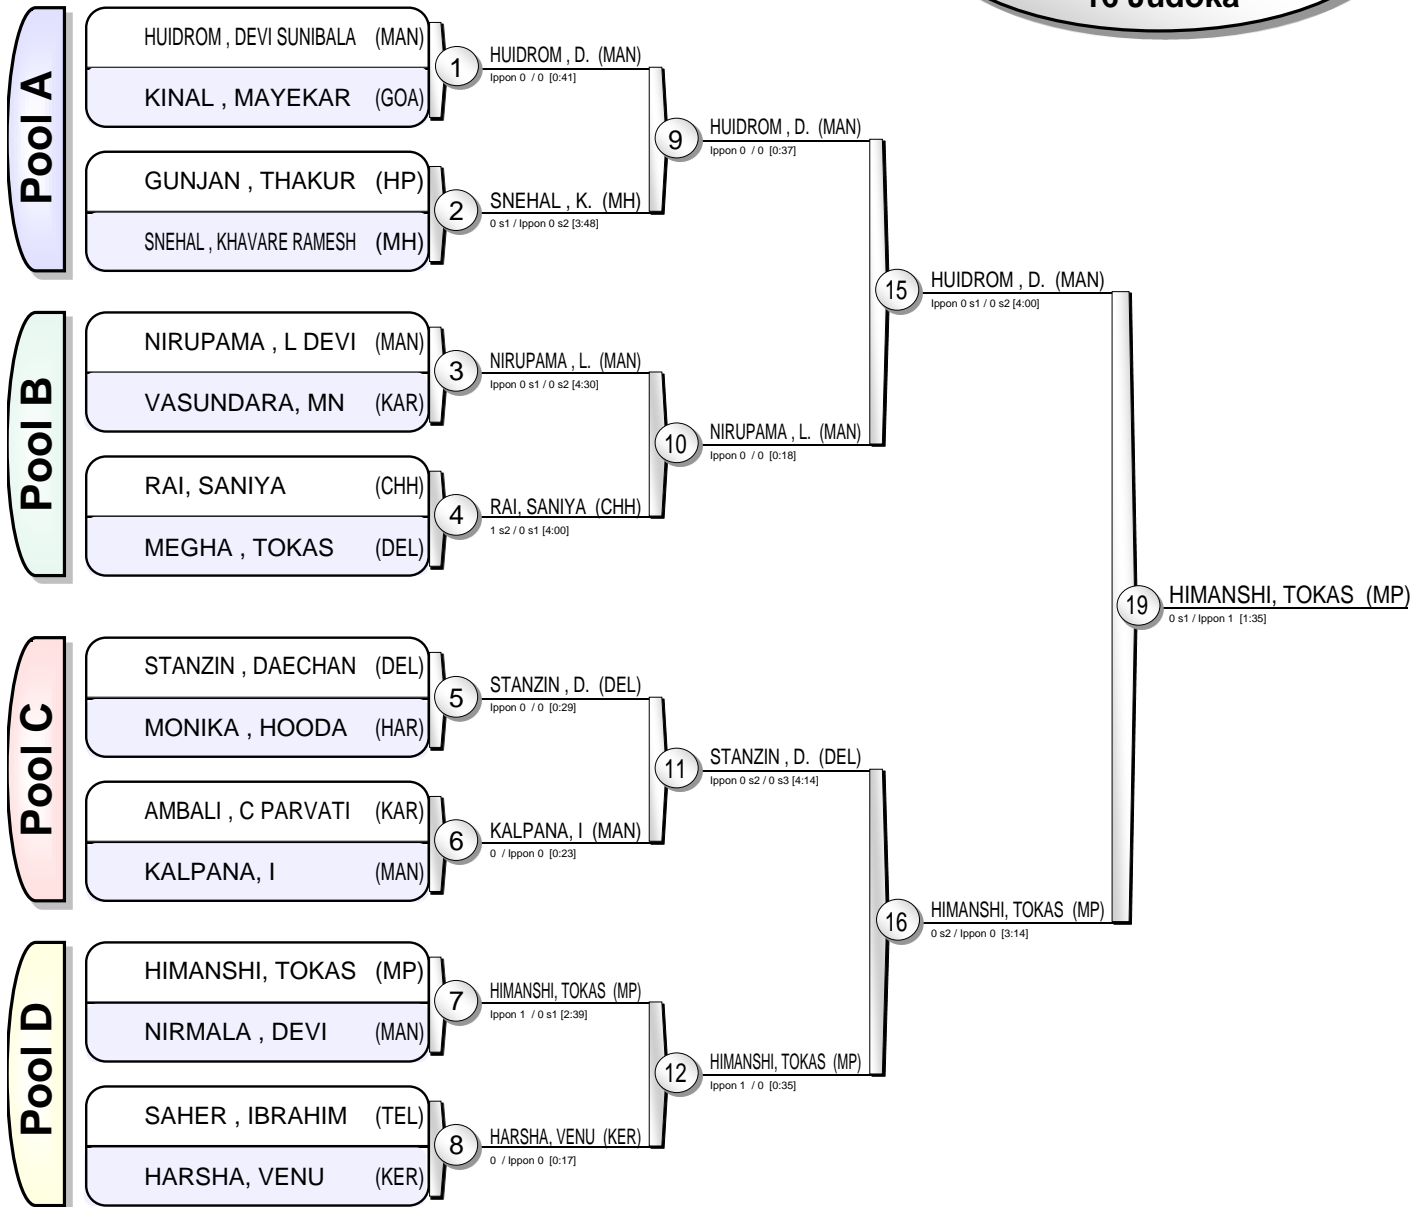 16 Judoka
Pool A
HUIDROM , DEVI SUNIBALA (MAN)
KINAL , MAYEKAR (GOA)
GUNJAN , THAKUR (HP)
SNEHAL , KHAVARE RAMESH (MH)
Pool B
NIRUPAMA , L DEVI (MAN)
VASUNDARA, MN (KAR)
RAI, SANIYA (CHH)
MEGHA , TOKAS (DEL)
Pool C
STANZIN , DAECHAN (DEL)
MONIKA , HOODA (HAR)
AMBALI , C PARVATI (KAR)
KALPANA, I (MAN)
Pool D
HIMANSHI, TOKAS (MP)
NIRMALA , DEVI (MAN)
SAHER , IBRAHIM (TEL)
HARSHA, VENU (KER)
1
HUIDROM , D. (MAN)
Ippon 0 / 0 [0:41]
2
SNEHAL , K. (MH)
0 s1 / Ippon 0 s2 [3:48]
3
NIRUPAMA , L. (MAN)
Ippon 0 s1 / 0 s2 [4:30]
4
RAI, SANIYA (CHH)
1 s2 / 0 s1 [4:00]
5
STANZIN , D. (DEL)
Ippon 0 / 0 [0:29]
6
KALPANA, I (MAN)
0 / Ippon 0 [0:23]
7
HIMANSHI, TOKAS (MP)
Ippon 1 / 0 s1 [2:39]
8
HARSHA, VENU (KER)
0 / Ippon 0 [0:17]
9
HUIDROM , D. (MAN)
Ippon 0 / 0 [0:37]
10
NIRUPAMA , L. (MAN)
Ippon 0 / 0 [0:18]
11
STANZIN , D. (DEL)
Ippon 0 s2 / 0 s3 [4:14]
12
HIMANSHI, TOKAS (MP)
Ippon 1 / 0 [0:35]
15
HUIDROM , D. (MAN)
Ippon 0 s1 / 0 s2 [4:00]
16
HIMANSHI, TOKAS (MP)
0 s2 / Ippon 0 [3:14]
19
HIMANSHI, TOKAS (MP)
0 s1 / Ippon 1 [1:35]